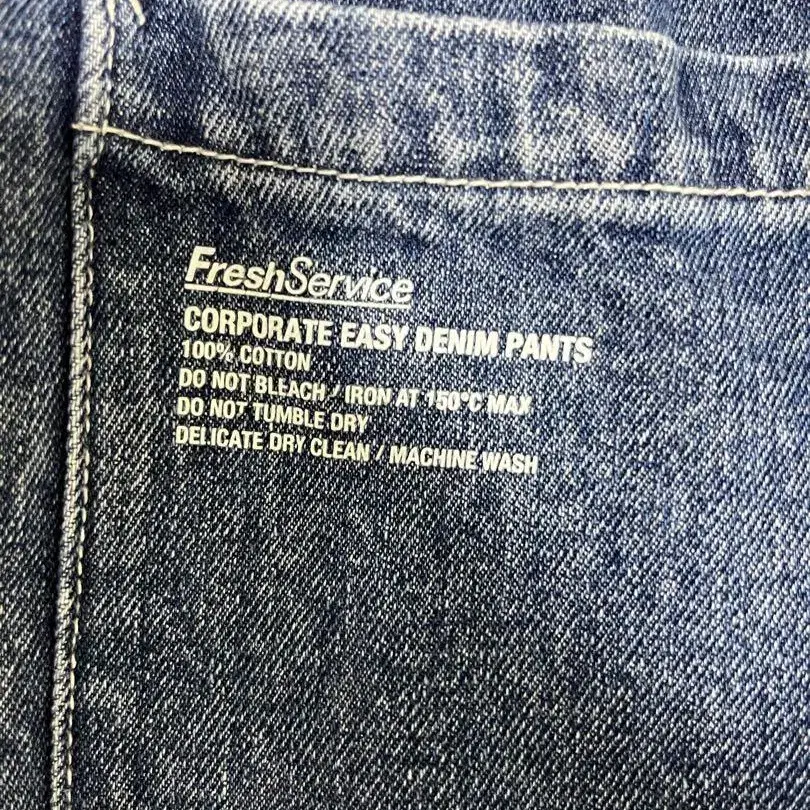 FreshService
CORPORATE EASY DENIM PANTS
100% COTTON
DO NOT BLEACH / IRON AT 150°C MAX
DO NOT TUMBLE DRY
DELICATE DRY CLEAN / MACHINE WASH